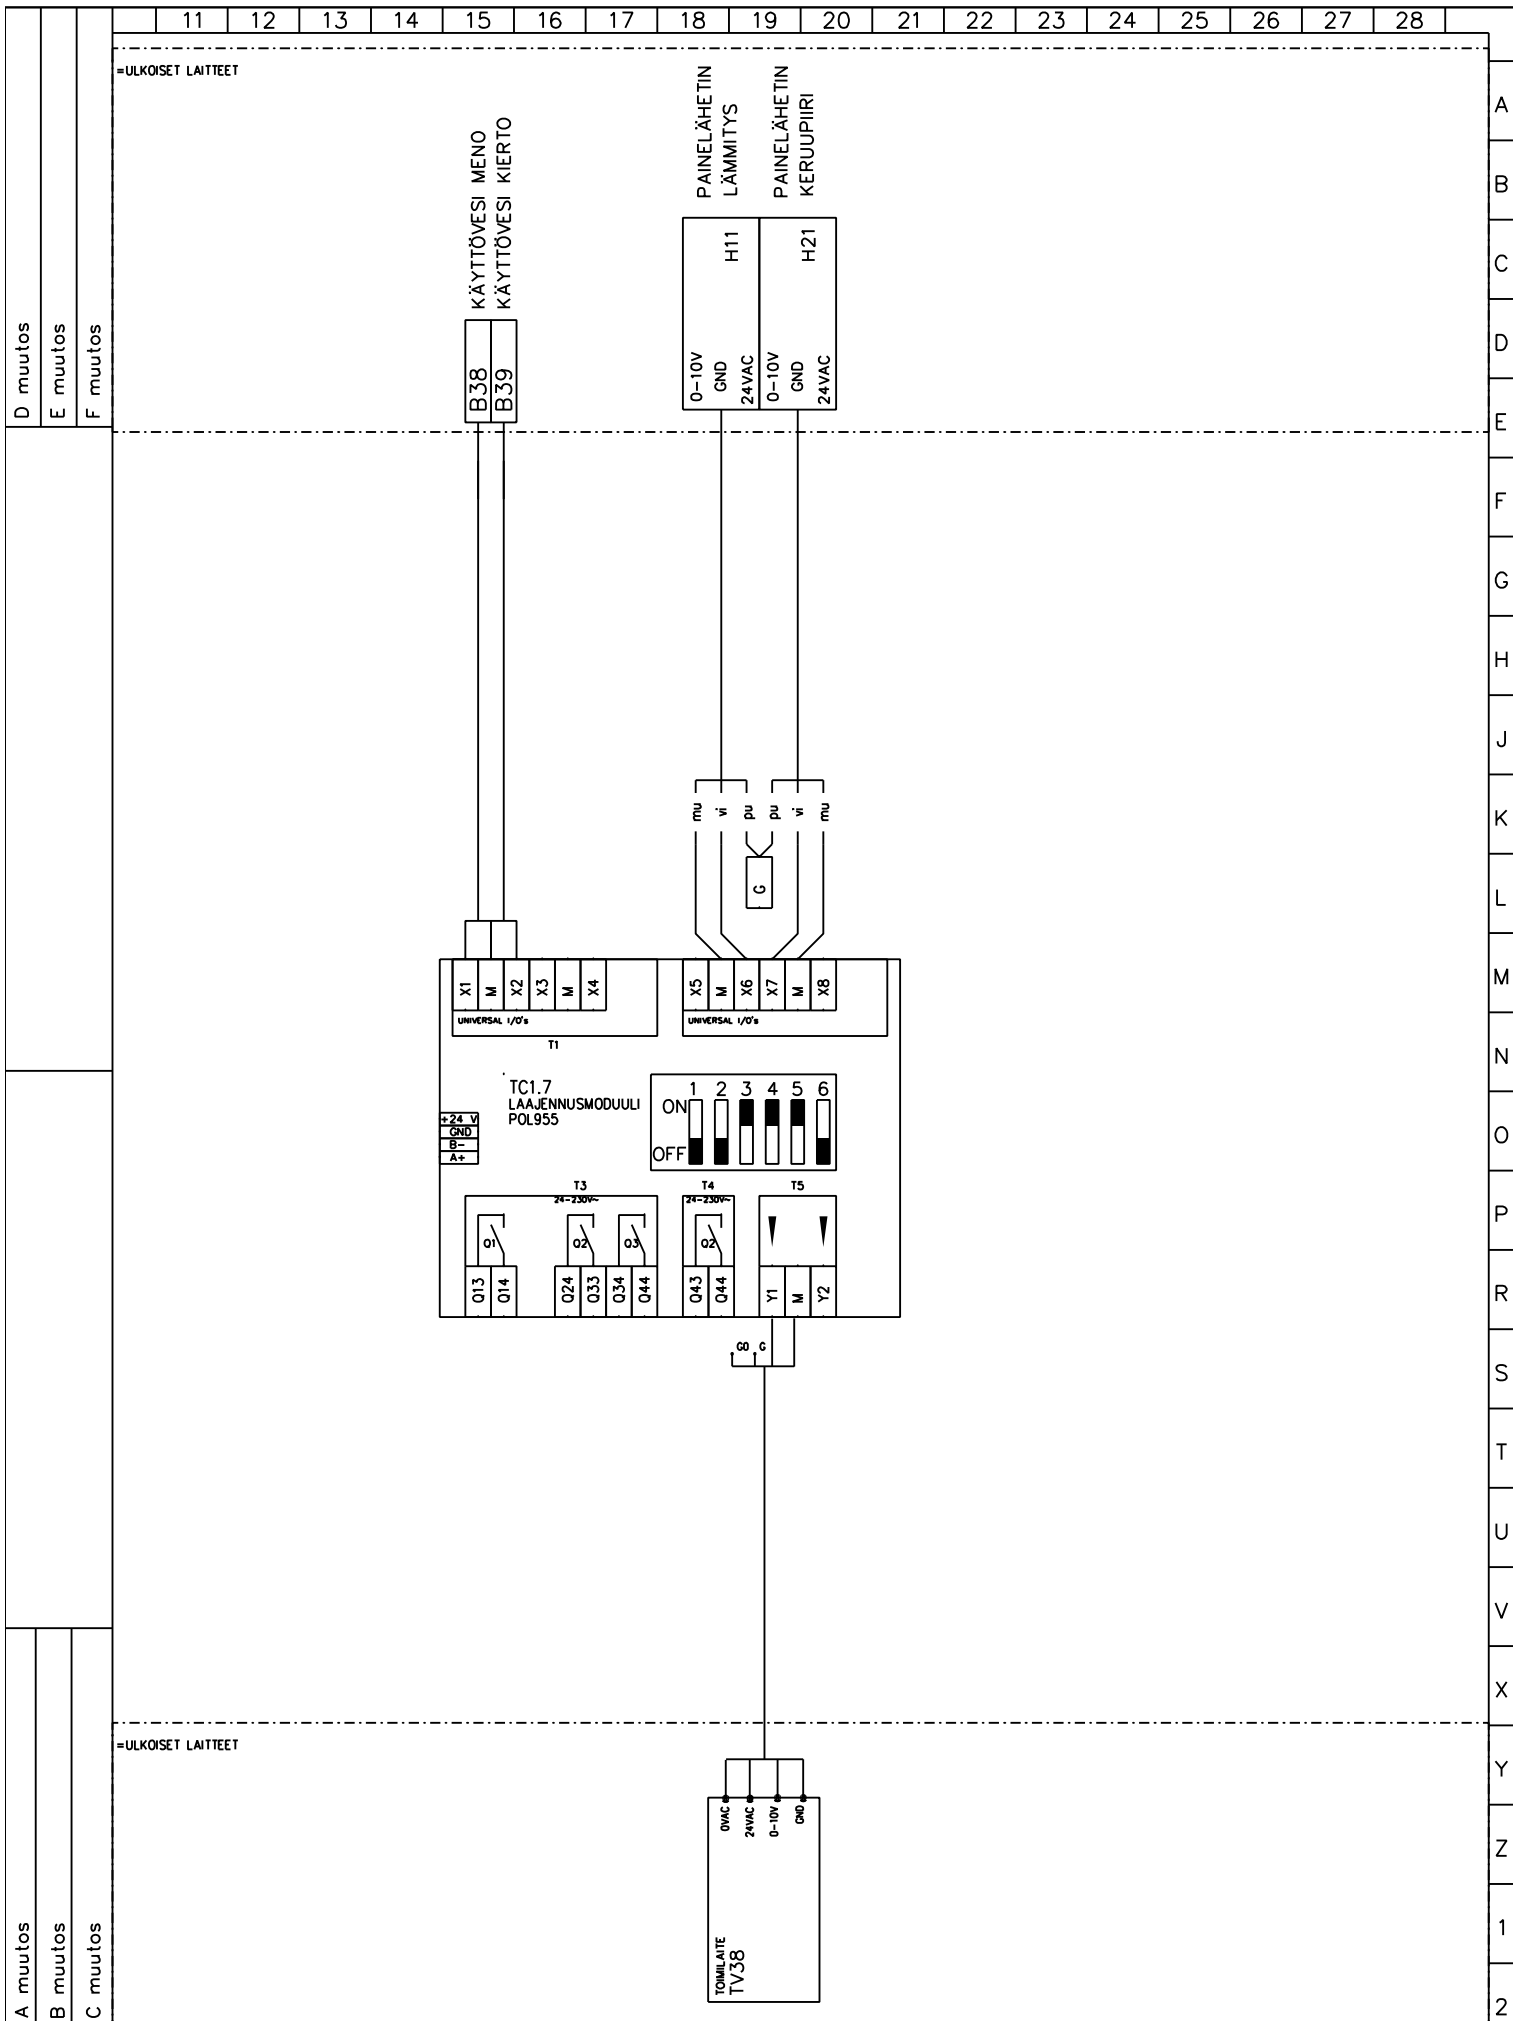 11 12 13 14 15 16 17 18 19 20 21 22 23 24 25 26 27 28
=ULKOISET LAITTEET
KÄYTTÖVESI MENO
KÄYTTÖVESI KIERTO
PAINELÄHETIN
LÄMMITYS
PAINELÄHETIN
KERUUPIIRI
B38
B39
H11
H21
0-10V
GND
24VAC
0-10V
GND
24VAC
D muutos
E muutos
F muutos
A
B
C
D
E
F
G
H
J
K
L
M
N
O
P
R
S
T
U
V
X
Y
Z
1
2
mu vi pu pu vi mu
G
X1 M X2 X3 M X4
UNIVERSAL I/O's
T1
X5 M X6 X7 M X8
UNIVERSAL I/O's
TC1.7
LAAJENNUSMODUULI
POL955
+24 V
GND
B-
A+
1 2 3 4 5 6
ON
OFF
T3
24-230V~
T4
24-230V~
T5
Q1 Q2 Q3 Q2
Q13 Q14 Q24 Q33 Q34 Q44 Q43 Q44 Y1 M Y2
G0 G
=ULKOISET LAITTEET
0VAC
24VAC
0-10V
GND
TOIMILAITE
TV38
A muutos
B muutos
C muutos